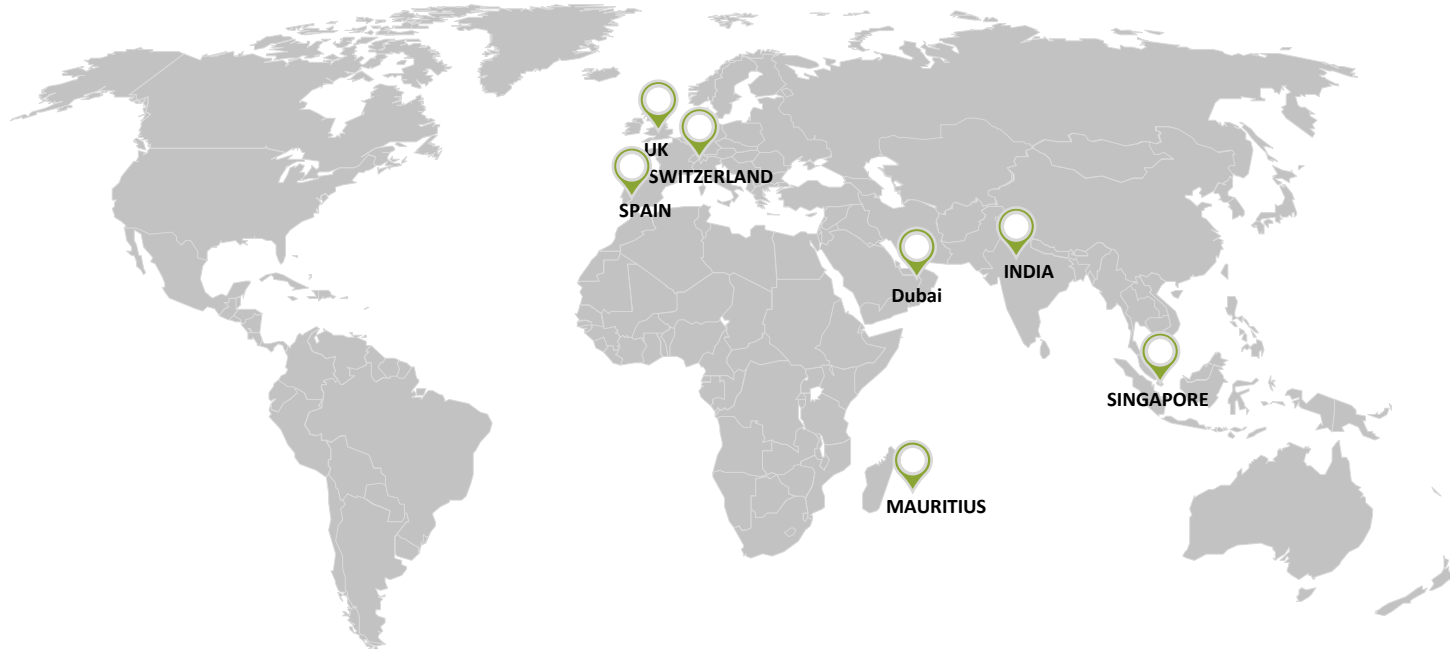 UK
SWITZERLAND
SPAIN
INDIA
Dubai
SINGAPORE
MAURITIUS